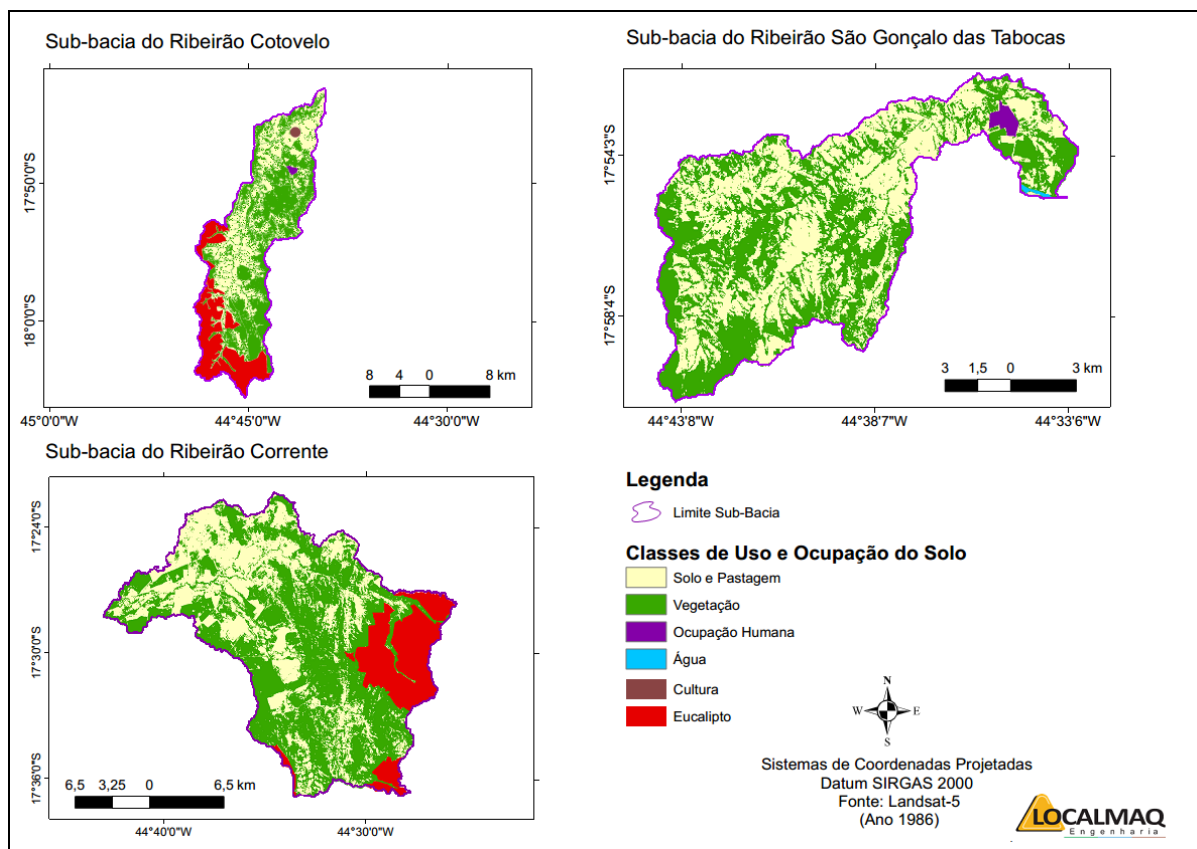 Sub-bacia do Ribeirão Cotovelo
17°50'0"S
18°0'0"S
8 4 0 8 km
45°0'0"W 44°45'0"W 44°30'0"W
Sub-bacia do Ribeirão São Gonçalo das Tabocas
17°54'3"S
17°58'4"S
3 1,5 0 3 km
44°43'8"W 44°38'7"W 44°33'6"W
Sub-bacia do Ribeirão Corrente
17°24'0"S
17°30'0"S
17°36'0"S
6,5 3,25 0 6,5 km
44°40'0"W 44°30'0"W
Legenda
Limite Sub-Bacia
Classes de Uso e Ocupação do Solo
Solo e Pastagem
Vegetação
Ocupação Humana
Água
Cultura
Eucalipto
N
W E
S
Sistemas de Coordenadas Projetadas
Datum SIRGAS 2000
Fonte: Landsat-5
(Ano 1986)
LOCALMAQ
Engenharia